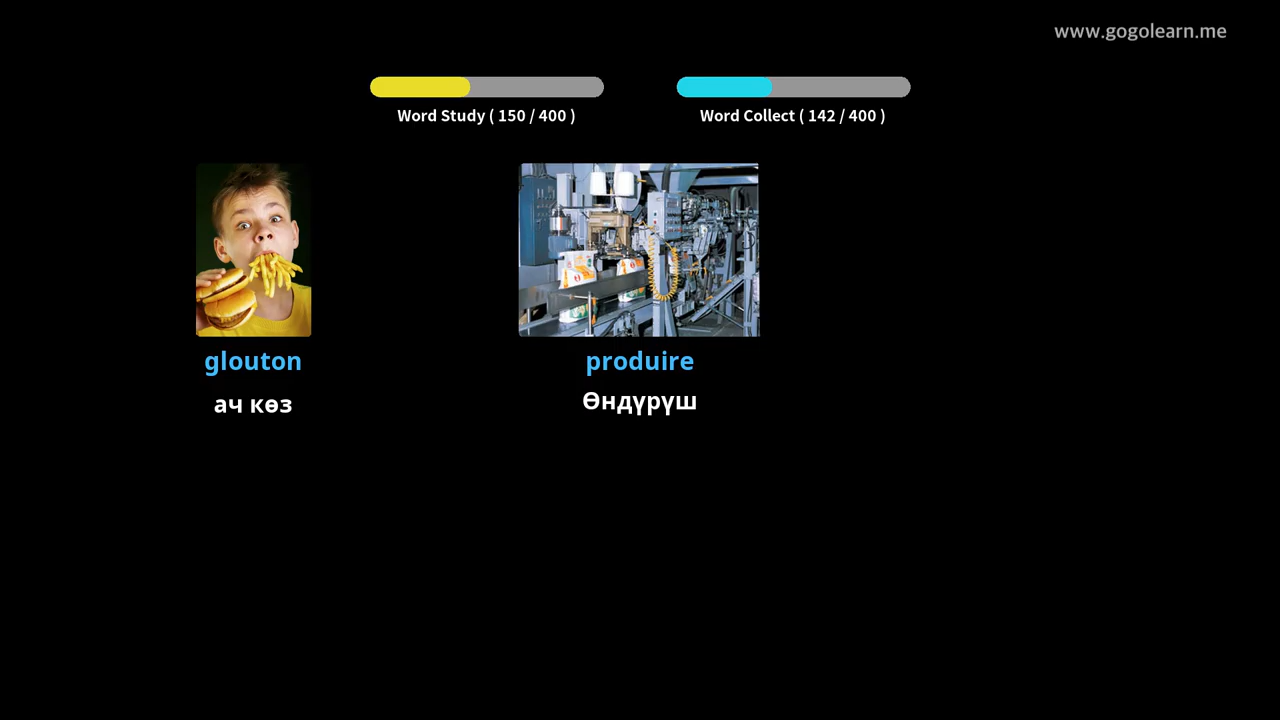 www.gogolearn.me
Word Study ( 150 / 400 )
Word Collect ( 142 / 400 )
glouton
produire
ач көз
Өндүрүш